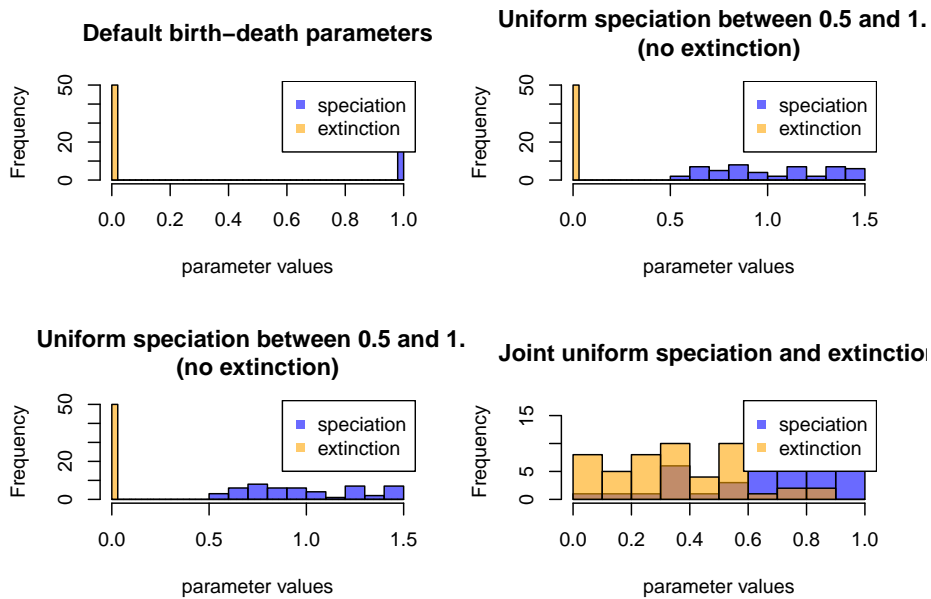 Default birth−death parameters
Frequency
0 20 50
speciation
extinction
0.0 0.2 0.4 0.6 0.8 1.0
parameter values
Uniform speciation between 0.5 and 1.
(no extinction)
Frequency
0 20 50
speciation
extinction
0.0 0.5 1.0 1.5
parameter values
Uniform speciation between 0.5 and 1.
(no extinction)
Frequency
0 20 50
speciation
extinction
0.0 0.5 1.0 1.5
parameter values
Joint uniform speciation and extinction
Frequency
0 5 15
speciation
extinction
0.0 0.2 0.4 0.6 0.8 1.0
parameter values